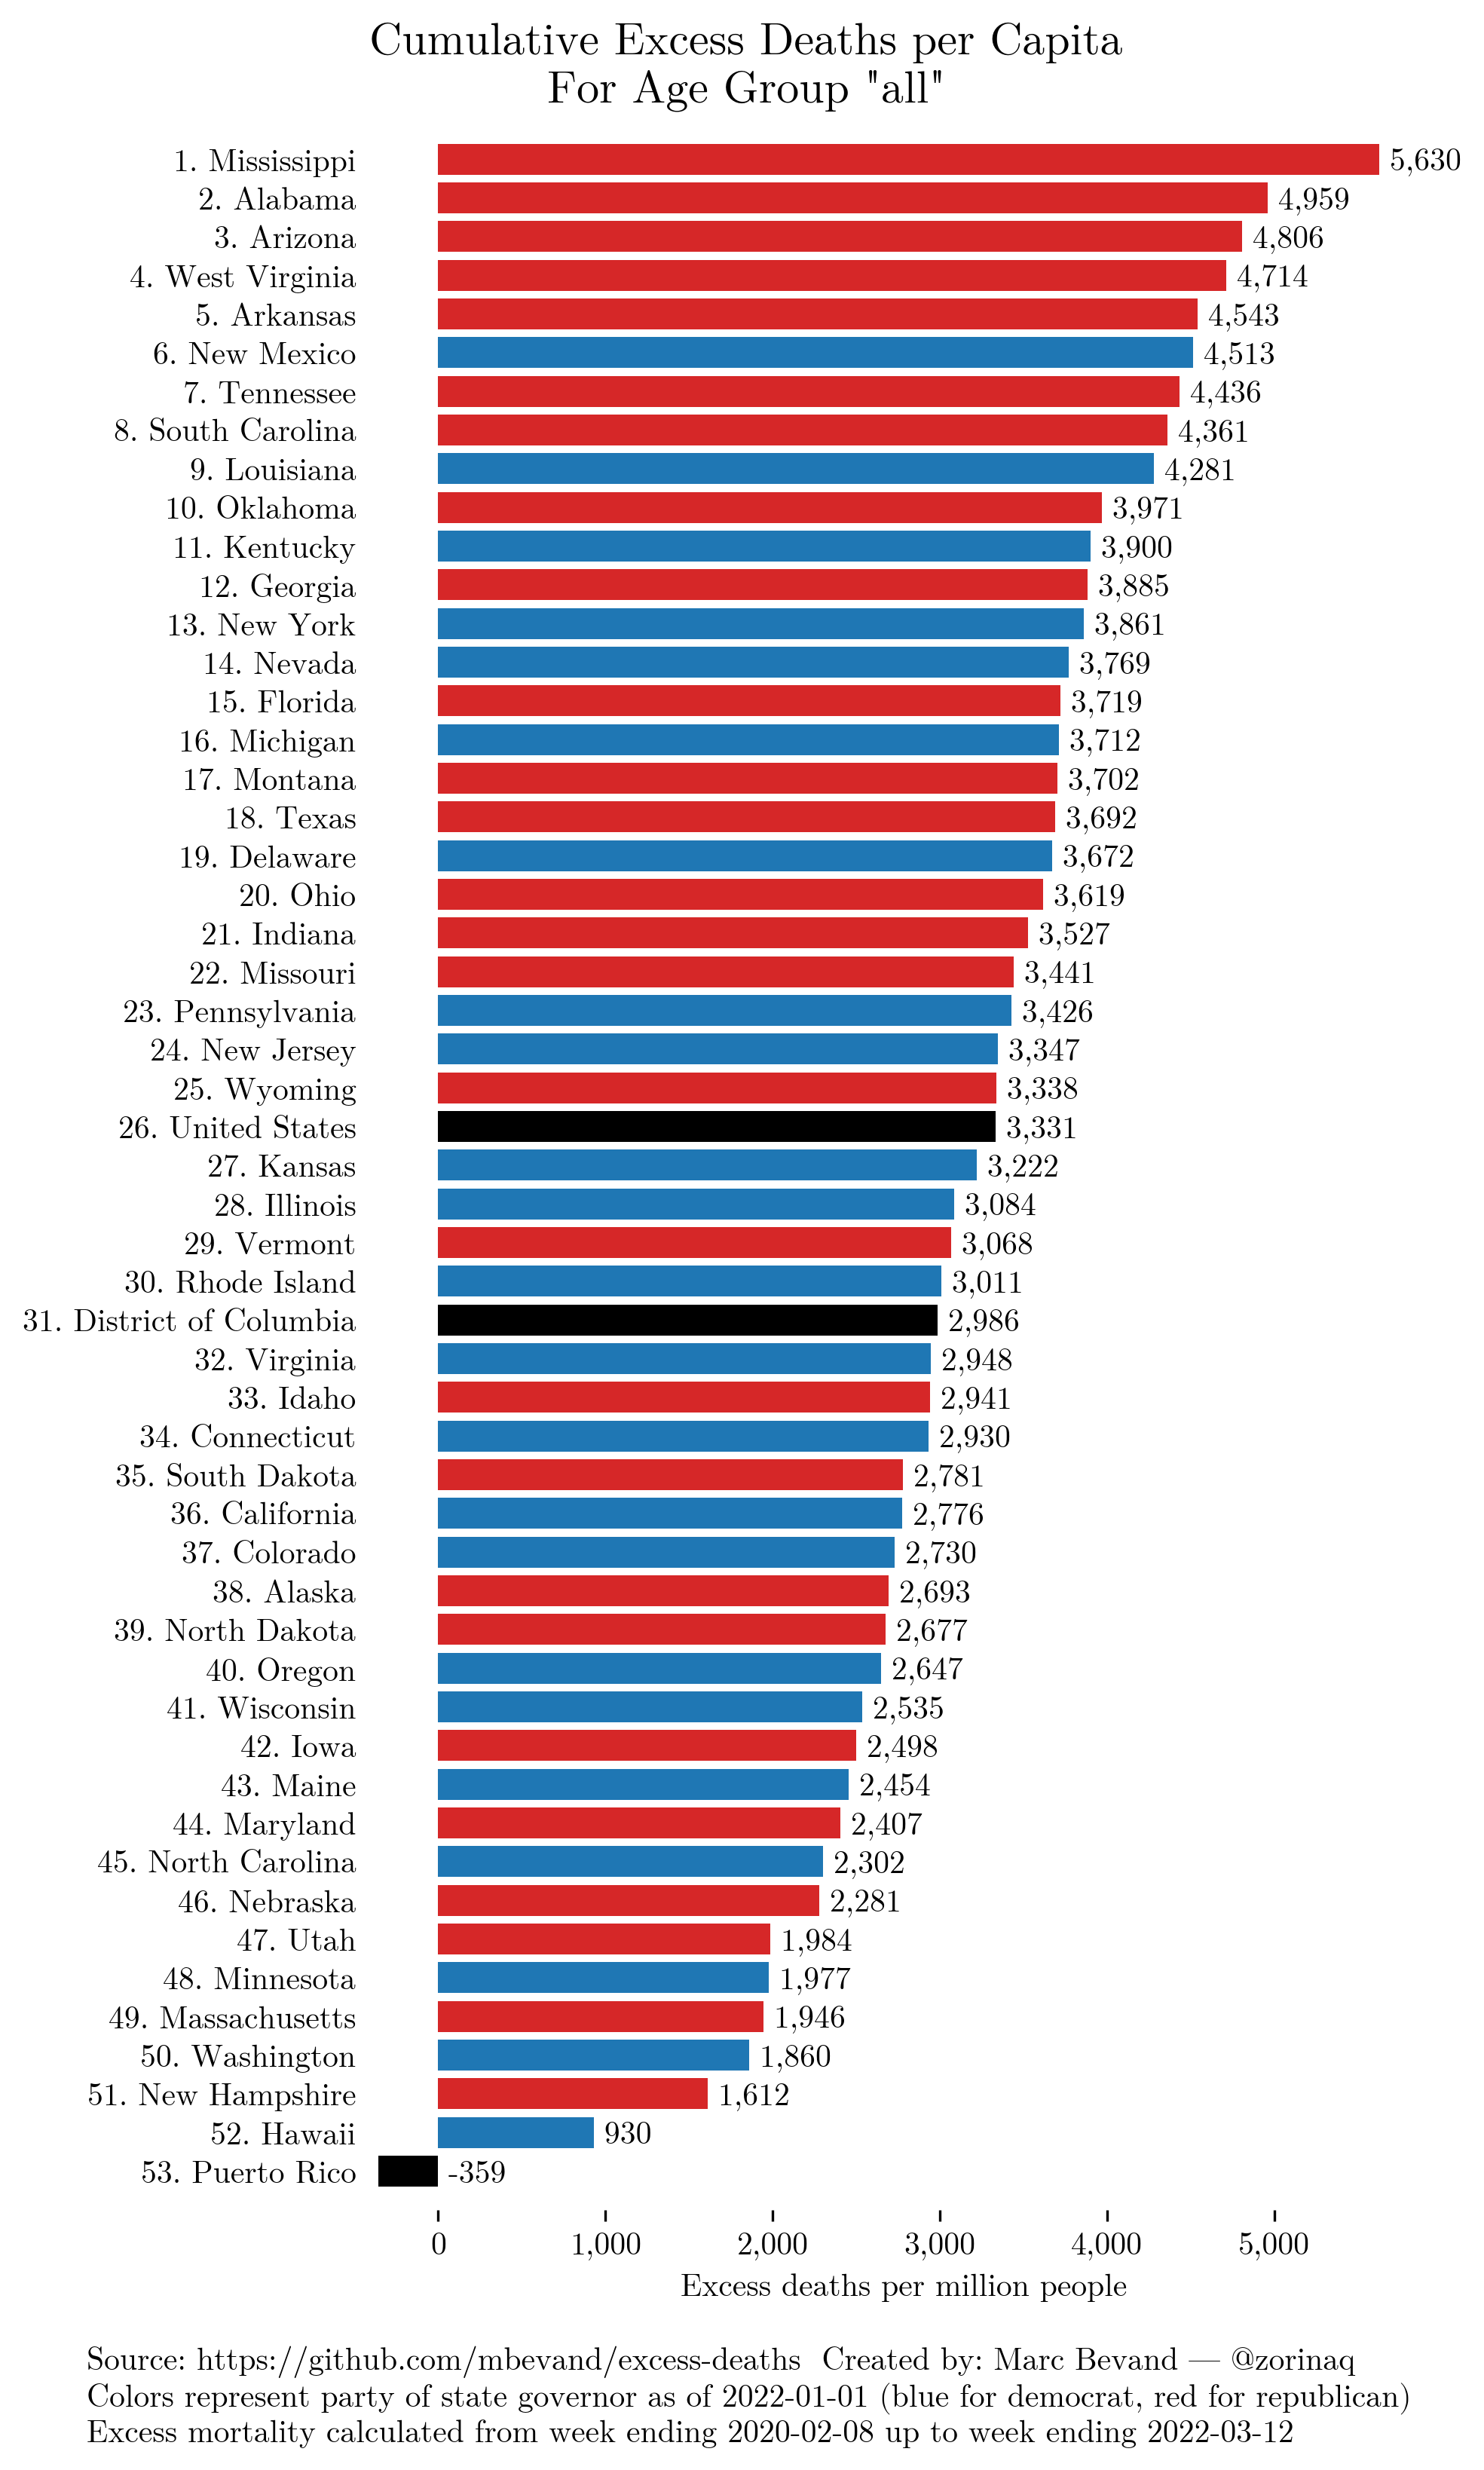 Cumulative Excess Deaths per Capita
For Age Group "all"
1. Mississippi 5,630
2. Alabama 4,959
3. Arizona 4,806
4. West Virginia 4,714
5. Arkansas 4,543
6. New Mexico 4,513
7. Tennessee 4,436
8. South Carolina 4,361
9. Louisiana 4,281
10. Oklahoma 3,971
11. Kentucky 3,900
12. Georgia 3,885
13. New York 3,861
14. Nevada 3,769
15. Florida 3,719
16. Michigan 3,712
17. Montana 3,702
18. Texas 3,692
19. Delaware 3,672
20. Ohio 3,619
21. Indiana 3,527
22. Missouri 3,441
23. Pennsylvania 3,426
24. New Jersey 3,347
25. Wyoming 3,338
26. United States 3,331
27. Kansas 3,222
28. Illinois 3,084
29. Vermont 3,068
30. Rhode Island 3,011
31. District of Columbia 2,986
32. Virginia 2,948
33. Idaho 2,941
34. Connecticut 2,930
35. South Dakota 2,781
36. California 2,776
37. Colorado 2,730
38. Alaska 2,693
39. North Dakota 2,677
40. Oregon 2,647
41. Wisconsin 2,535
42. Iowa 2,498
43. Maine 2,454
44. Maryland 2,407
45. North Carolina 2,302
46. Nebraska 2,281
47. Utah 1,984
48. Minnesota 1,977
49. Massachusetts 1,946
50. Washington 1,860
51. New Hampshire 1,612
52. Hawaii 930
53. Puerto Rico -359
0 1,000 2,000 3,000 4,000 5,000
Excess deaths per million people
Source: https://github.com/mbevand/excess-deaths Created by: Marc Bevand — @zorinaq
Colors represent party of state governor as of 2022-01-01 (blue for democrat, red for republican)
Excess mortality calculated from week ending 2020-02-08 up to week ending 2022-03-12